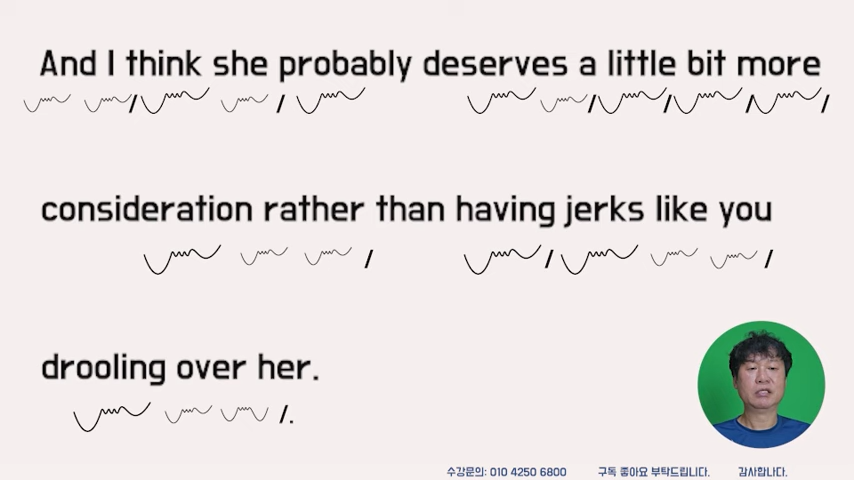 And I think she probably deserves a little bit more
/ / / / / /
consideration rather than having jerks like you
/ / /
drooling over her.
/.
수강문의: 010 4250 6800 구독 좋아요 부탁드립니다. 감사합니다.